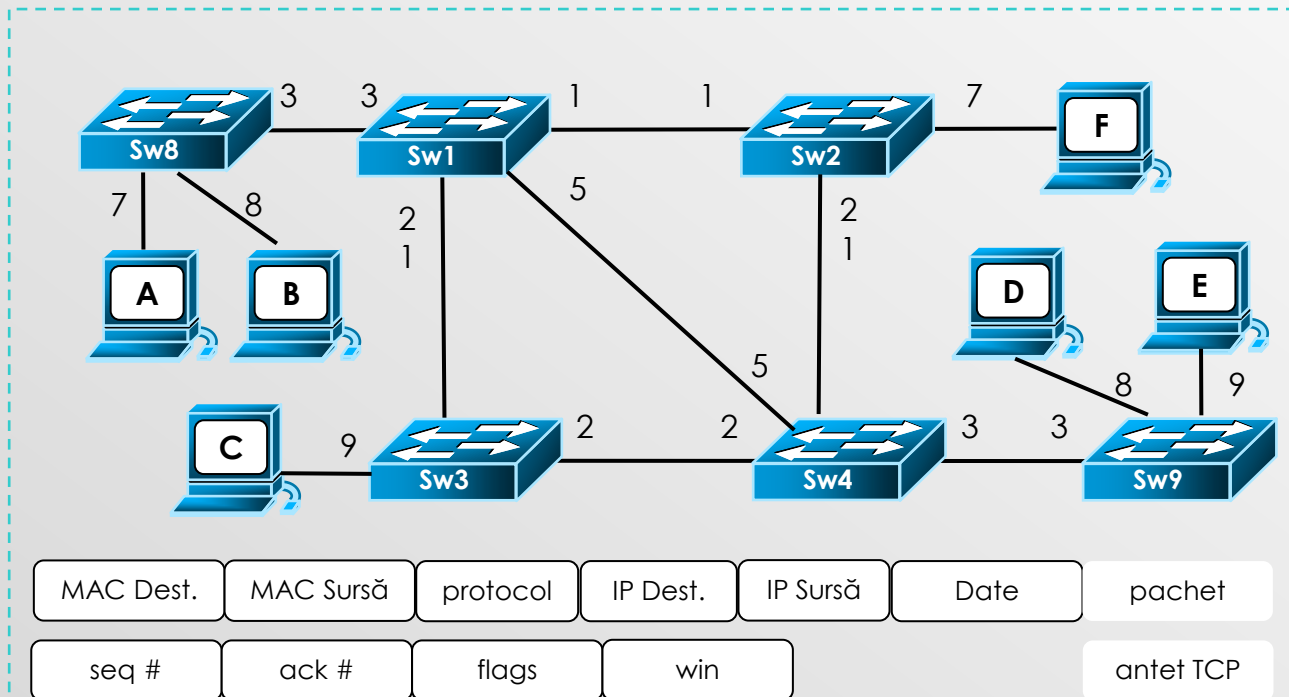 3 3 1 1 7
F
Sw8 Sw1 Sw2
7 8 5
2 2
1 1
A B D E
5 8 9
C 9 2 2 3 3
Sw3 Sw4 Sw9
MAC Dest. MAC Sursă protocol IP Dest. IP Sursă Date pachet
seq # ack # flags win antet TCP